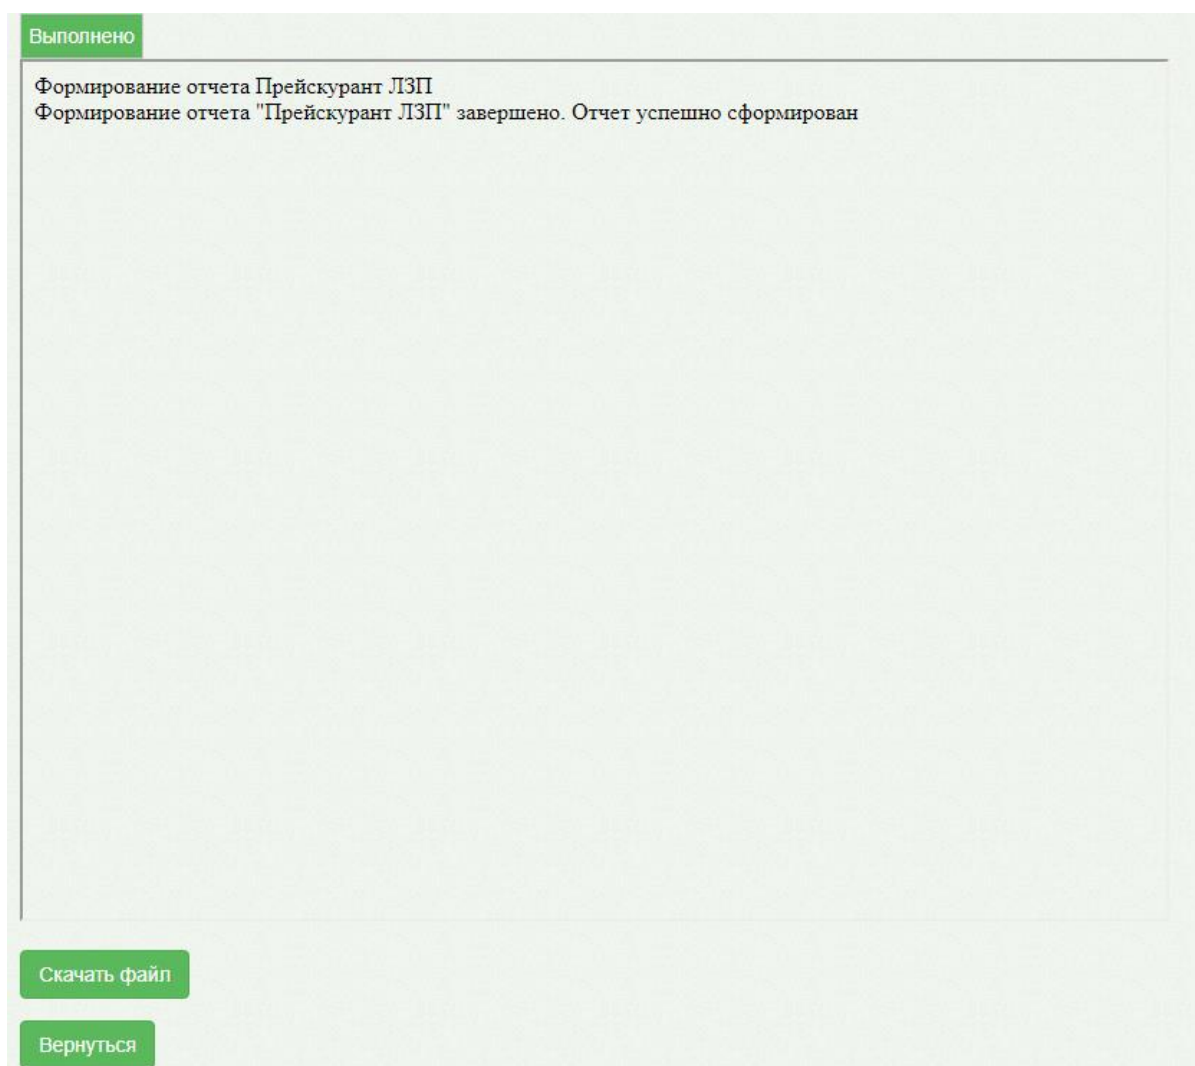 Выполнено
Формирование отчета Прейскурант ЛЗП
Формирование отчета "Прейскурант ЛЗП" завершено. Отчет успешно сформирован
Скачать файл
Вернуться